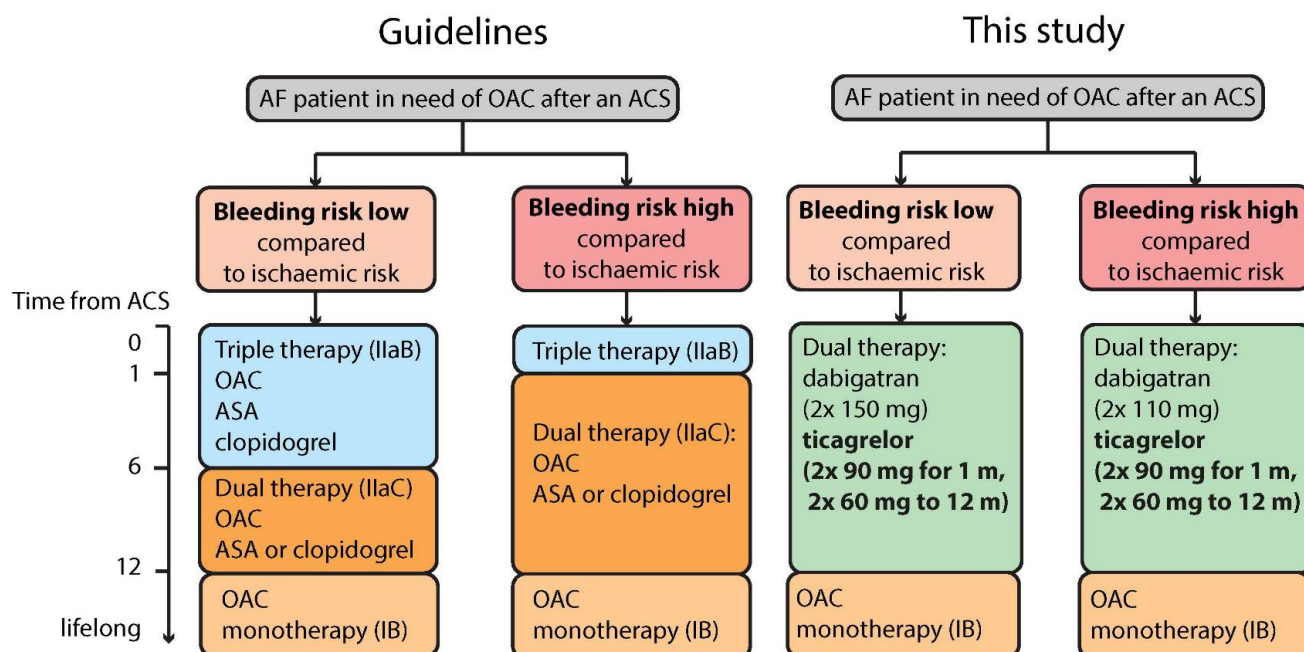 Guidelines
AF patient in need of OAC after an ACS
Bleeding risk low
compared
to ischaemic risk
Bleeding risk high
compared
to ischaemic risk
Time from ACS
0
1
6
12
lifelong
Triple therapy (IIaB)
OAC
ASA
clopidogrel
Dual therapy (IIaC)
OAC
ASA or clopidogrel
OAC
monotherapy (IB)
Triple therapy (IIaB)
Dual therapy (IIaC):
OAC
ASA or clopidogrel
OAC
monotherapy (IB)
This study
AF patient in need of OAC after an ACS
Bleeding risk low
compared
to ischaemic risk
Bleeding risk high
compared
to ischaemic risk
Dual therapy:
dabigatran
(2x 150 mg)
ticagrelor
(2x 90 mg for 1 m,
2x 60 mg to 12 m)
OAC
monotherapy (IB)
Dual therapy:
dabigatran
(2x 110 mg)
ticagrelor
(2x 90 mg for 1 m,
2x 60 mg to 12 m)
OAC
monotherapy (IB)